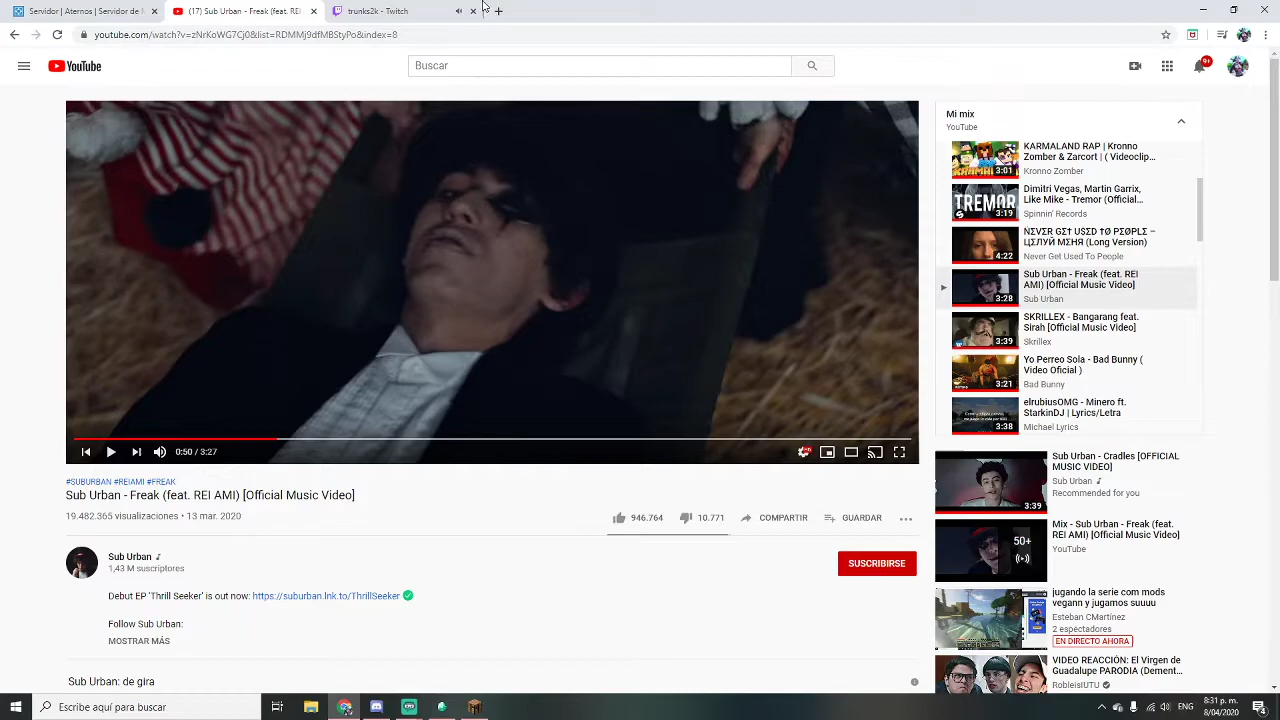 Servidor Aternos | Servidor de M
(17) Sub Urban - Freak (feat. REI
trunks2k - Twitch
youtube.com/watch?v=zNrKoWG7Cj0&list=RDMMj9dfMBStyPo&index=8
YouTube
Buscar
9+
0:50 / 3:27
HD
#SUBURBAN #REIAMI #FREAK
Sub Urban - Freak (feat. REI AMI) [Official Music Video]
19.482.365 visualizaciones • 13 mar. 2020
946.764
10.771
COMPARTIR
GUARDAR
Sub Urban
1,43 M suscriptores
SUSCRIBIRSE
Debut EP 'Thrill Seeker' is out now: https://suburban.lnk.to/ThrillSeeker
Follow Sub Urban:
MOSTRAR MÁS
Sub Urban: de gira
Mi mix
YouTube
3:01
KARMALAND RAP | Kronno
Zomber & Zarcort | ( Videoclip...
Kronno Zomber
TREMOR
3:19
Dimitri Vegas, Martin Garrix,
Like Mike - Tremor (Official...
Spinnin' Records
4:22
NΣVΣR GΣ† UΣΣD †Ø PΣØPLΣ –
ЦΣЛУЙ MΣHЯ (Long Version)
Never Get Used To People
3:28
Sub Urban - Freak (feat. REI
AMI) [Official Music Video]
Sub Urban
3:39
SKRILLEX - Bangarang feat.
Sirah [Official Music Video]
Skrillex
3:21
Yo Perreo Sola - Bad Bunny (
Video Oficial )
Bad Bunny
3:38
elrubiusOMG - Minero ft.
StarkinDJ | Lyrics/Letra
Michael Lyrics
3:39
Sub Urban - Cradles [OFFICIAL
MUSIC VIDEO]
Sub Urban
Recommended for you
50+
Mix - Sub Urban - Freak (feat.
REI AMI) [Official Music Video]
YouTube
jugando la serie com mods
vegann y jugamos suuuu
Esteban CMartínez
2 espectadores
EN DIRECTO AHORA
VIDEO REACCIÓN: El Virgen de
Guadalupe PARODIA (Dement...
RobleisIUTU
Escribe aquí para buscar
8:31 p. m.
8/04/2020